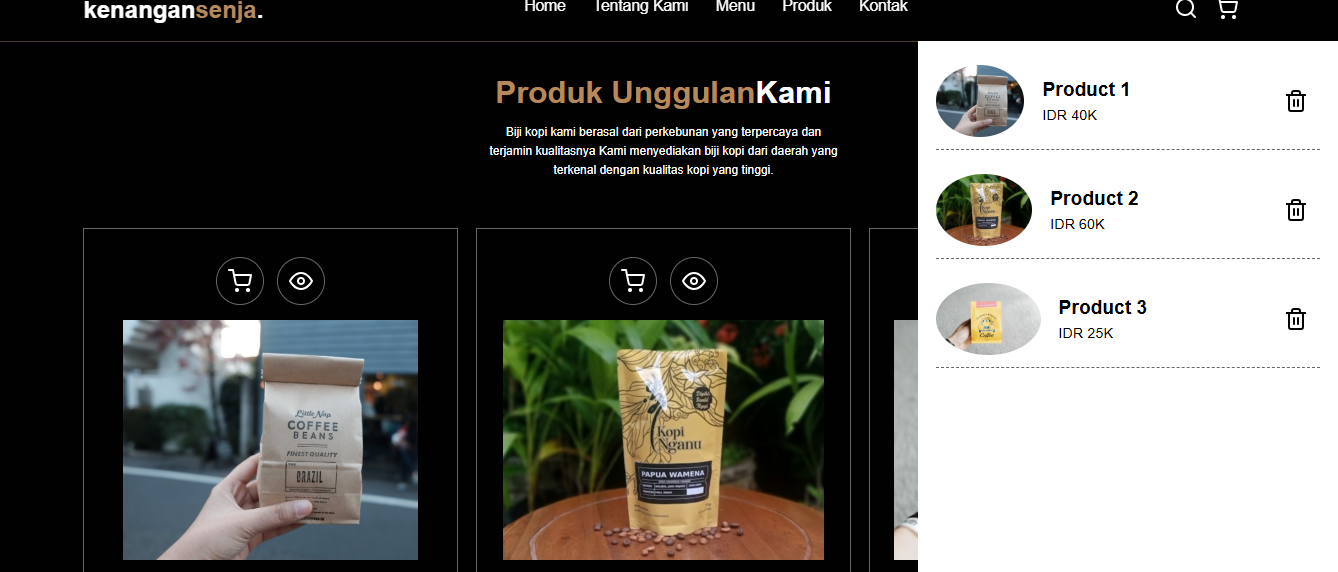 kenangansenja.
Home Tentang Kami Menu Produk Kontak
Produk UnggulanKami
Biji kopi kami berasal dari perkebunan yang terpercaya dan
terjamin kualitasnya Kami menyediakan biji kopi dari daerah yang
terkenal dengan kualitas kopi yang tinggi.
Product 1
IDR 40K
Product 2
IDR 60K
Product 3
IDR 25K
Little Nap
COFFEE
BEANS
FINEST QUALITY
BRAZIL
Kopi
Nganu
PAPUA WAMENA
Coffee